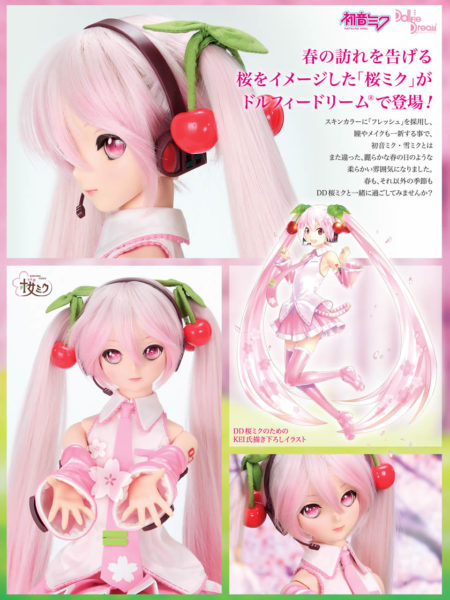 初音ミク
HATSUNE MIKU
Dollfie Dream
春の訪れを告げる
桜をイメージした「桜ミク」が
ドルフィードリーム®で登場！
スキンカラーに「フレッシュ」を採用し、
瞳やメイクも一新する事で、
初音ミク・雪ミクとは
また違った、麗らかな春の日のような
柔らかい雰囲気になりました。
春も、それ以外の季節も
DD桜ミクと一緒に過ごしてみませんか？
桜ミク
DD桜ミクのための
KEI氏描き下ろしイラスト